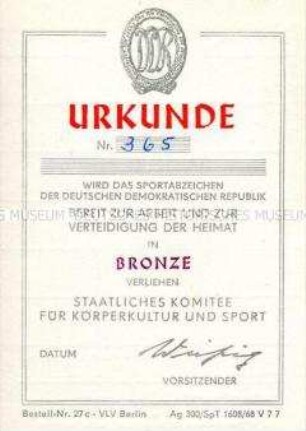 DDR
URKUNDE
Nr. 365
WIRD DAS SPORTABZEICHEN
DER DEUTSCHEN DEMOKRATISCHEN REPUBLIK
BEREIT ZUR ARBEIT UND ZUR
VERTEIDIGUNG DER HEIMAT
IN
BRONZE
VERLIEHEN
STAATLICHES KOMITEE
FÜR KÖRPERKULTUR UND SPORT
DATUM
VORSITZENDER
Bestell-Nr. 27c - VLV Berlin Ag 300/SpT 1608/68 V 7 7